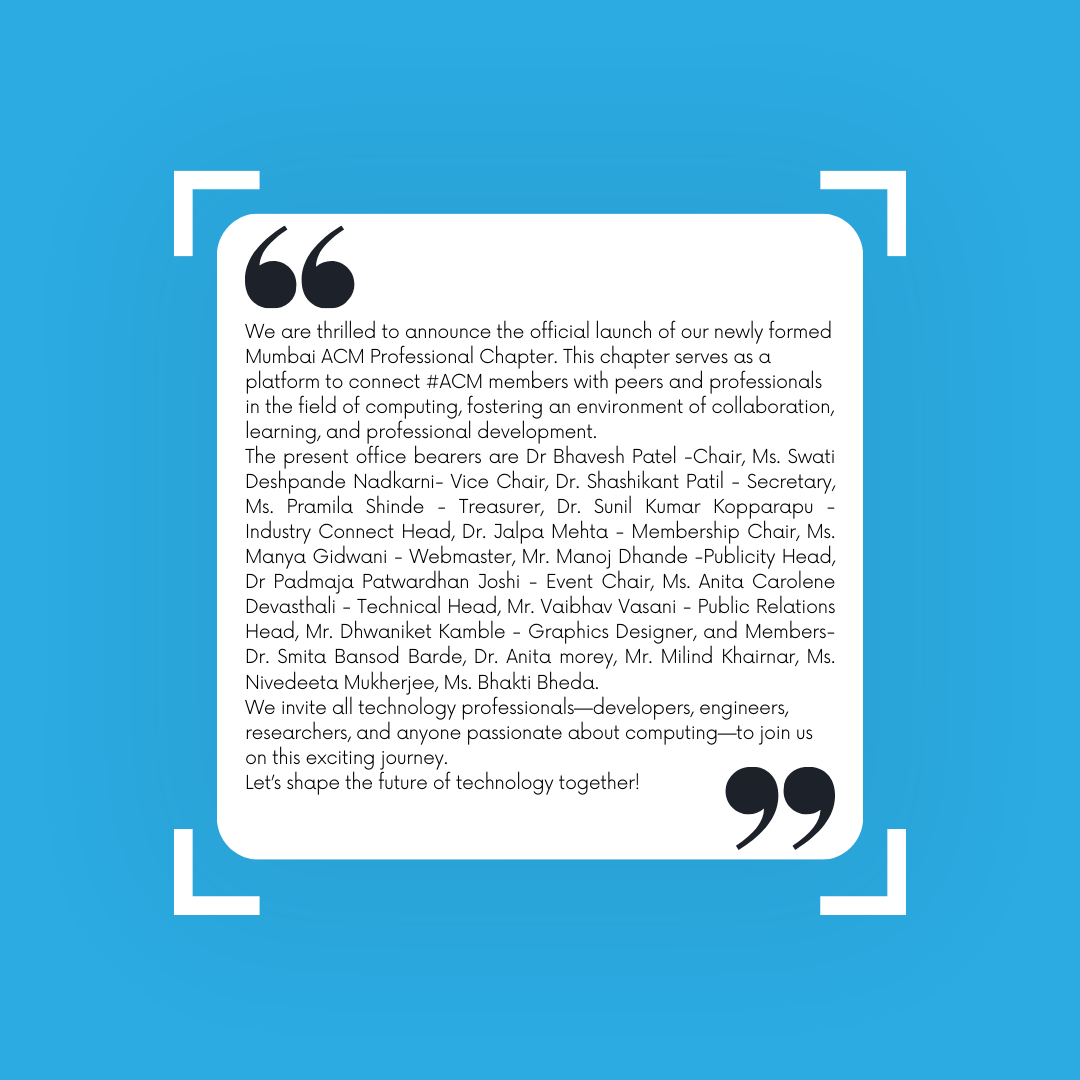 We are thrilled to announce the official launch of our newly formed
Mumbai ACM Professional Chapter. This chapter serves as a
platform to connect #ACM members with peers and professionals
in the field of computing, fostering an environment of collaboration,
learning, and professional development.
The present office bearers are Dr Bhavesh Patel -Chair, Ms. Swati
Deshpande Nadkarni- Vice Chair, Dr. Shashikant Patil - Secretary,
Ms. Pramila Shinde - Treasurer, Dr. Sunil Kumar Kopparapu -
Industry Connect Head, Dr. Jalpa Mehta - Membership Chair, Ms.
Manya Gidwani - Webmaster, Mr. Manoj Dhande -Publicity Head,
Dr Padmaja Patwardhan Joshi - Event Chair, Ms. Anita Carolene
Devasthali - Technical Head, Mr. Vaibhav Vasani - Public Relations
Head, Mr. Dhwaniket Kamble - Graphics Designer, and Members-
Dr. Smita Bansod Barde, Dr. Anita morey, Mr. Milind Khairnar, Ms.
Nivedeeta Mukherjee, Ms. Bhakti Bheda.
We invite all technology professionals—developers, engineers,
researchers, and anyone passionate about computing—to join us
on this exciting journey.
Let's shape the future of technology together!